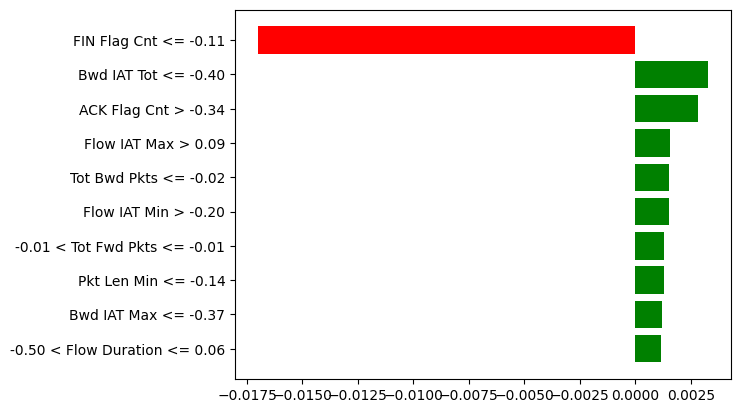 FIN Flag Cnt <= -0.11
Bwd IAT Tot <= -0.40
ACK Flag Cnt > -0.34
Flow IAT Max > 0.09
Tot Bwd Pkts <= -0.02
Flow IAT Min > -0.20
-0.01 < Tot Fwd Pkts <= -0.01
Pkt Len Min <= -0.14
Bwd IAT Max <= -0.37
-0.50 < Flow Duration <= 0.06
−0.0175 −0.0150 −0.0125 −0.0100 −0.0075 −0.0050 −0.0025 0.0000 0.0025